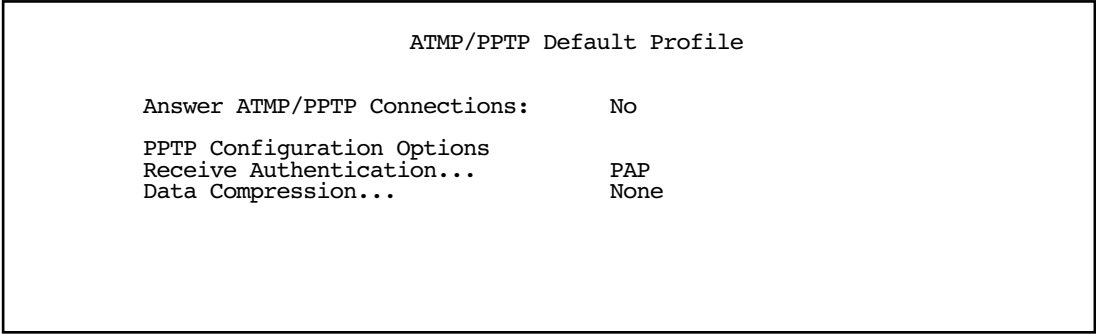 ATMP/PPTP Default Profile
Answer ATMP/PPTP Connections: No
PPTP Configuration Options
Receive Authentication... PAP
Data Compression... None